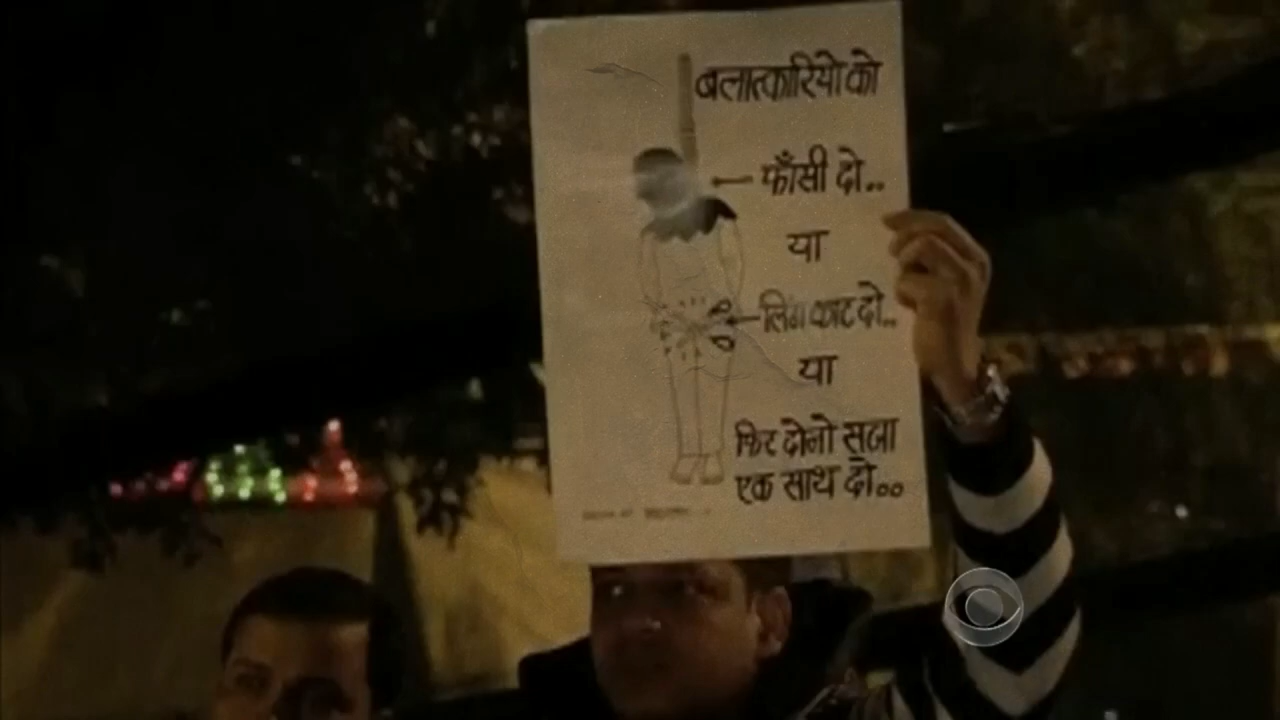 बलात्कारियो को
फाँसी दो..
या
लिंग काट दो..
या
फिर दोनो सजा
एक साथ दो..